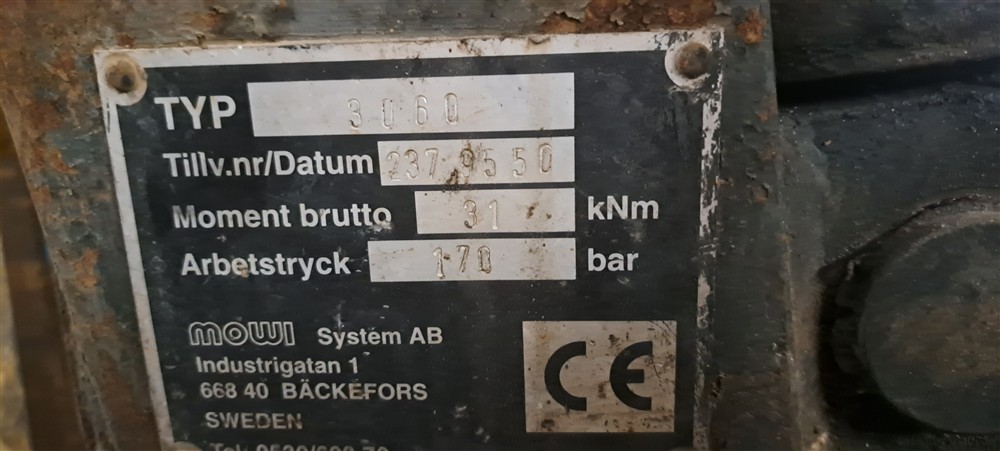 TYP 3060
Tillv.nr/Datum 237 9550
Moment brutto 31 kNm
Arbetstryck 170 bar
mowi System AB
Industrigatan 1
668 40 BÄCKEFORS
SWEDEN
CE